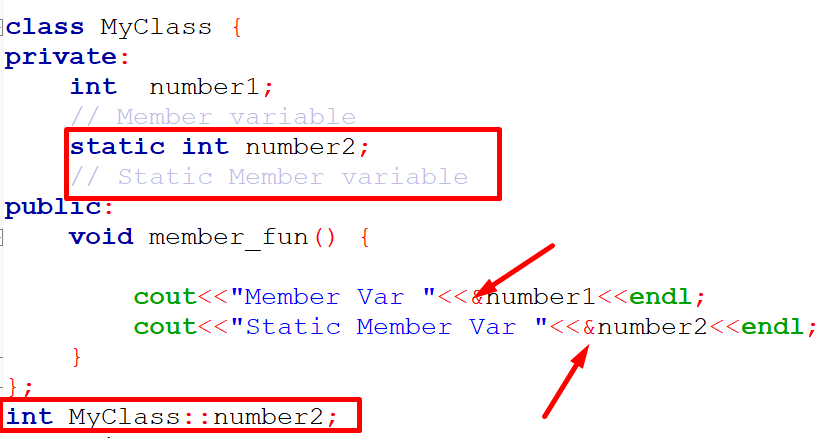 class MyClass {
private:
    int  number1;
    // Member variable
    static int number2;
    // Static Member variable
public:
    void member_fun() {
        cout<<"Member Var "<<&number1<<endl;
        cout<<"Static Member Var "<<&number2<<endl;
    }
};
int MyClass::number2;